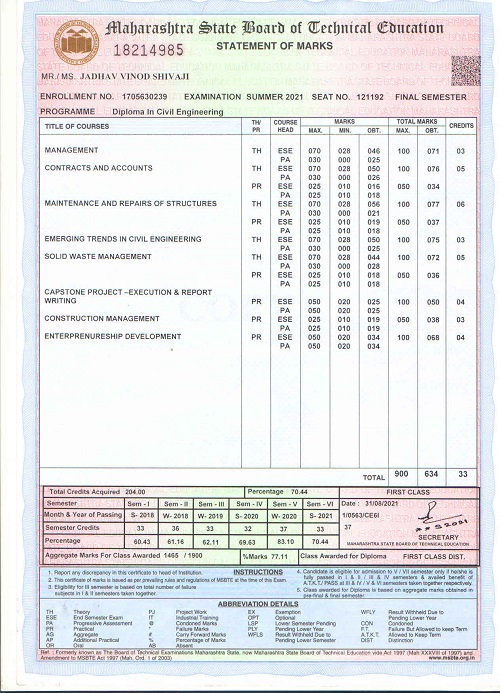 Maharashtra State Board of Technical Education
18214985
STATEMENT OF MARKS
MR./MS. JADHAV VINOD SHIVAJI
ENROLLMENT NO. 1705630239 EXAMINATION SUMMER 2021 SEAT NO. 121192 FINAL SEMESTER
PROGRAMME Diploma In Civil Engineering
TITLE OF COURSES TH/ PR COURSE HEAD MARKS TOTAL MARKS CREDITS
MAX. MIN. OBT. MAX. OBT.
MANAGEMENT TH ESE 070 028 046 100 071 03
PA 030 000 025
CONTRACTS AND ACCOUNTS TH ESE 070 028 050 100 076 05
PA 030 000 026
PR ESE 025 010 016 050 034
PA 025 010 018
MAINTENANCE AND REPAIRS OF STRUCTURES TH ESE 070 028 056 100 077 06
PA 030 000 021
PR ESE 025 010 019 050 037
PA 025 010 018
EMERGING TRENDS IN CIVIL ENGINEERING TH ESE 070 028 050 100 075 03
PA 030 000 025
SOLID WASTE MANAGEMENT TH ESE 070 028 044 100 072 05
PA 030 000 028
PR ESE 025 010 018 050 036
PA 025 010 018
CAPSTONE PROJECT –EXECUTION & REPORT
WRITING PR ESE 050 020 025 100 050 04
PA 050 020 025
CONSTRUCTION MANAGEMENT PR ESE 025 010 019 050 038 03
PA 025 010 019
ENTERPRENURESHIP DEVELOPMENT PR ESE 050 020 034 100 068 04
PA 050 020 034
TOTAL 900 634 33
Total Credits Acquired 204.00 Percentage 70.44 FIRST CLASS
Semester Sem - I Sem - II Sem - III Sem - IV Sem - V Sem - VI Date : 31/08/2021
Month & Year of Passing S- 2018 W- 2018 W- 2019 S- 2020 W- 2020 S- 2021 1/0563/CE6I
Semester Credits 33 36 33 32 37 33 37
Percentage 60.43 61.16 62.11 69.63 83.10 70.44
SECRETARY
MAHARASHTRA STATE BOARD OF TECHNICAL EDUCATION
Aggregate Marks For Class Awarded 1465 / 1900 %Marks 77.11 Class Awarded for Diploma FIRST CLASS DIST.
INSTRUCTIONS
1. Report any discrepancy in this certificate to head of Institution.
2. This certificate of marks is issued as per prevailing rules and regulations of MSBTE at the time of this Exam.
3. Eligibility for III semester is based on total number of failure
subjects in I & II semesters taken together.
4. Candidate is eligible for admission to V / VI semester only if he/she is
fully passed in I & II / III & IV semesters & availed benefit of
A.T.K.T./ PASS at III & IV / V & VI semesters taken together respectively.
5. Class awarded for Diploma is based on aggregate marks obtained in
pre-final & final semester.
ABBREVIATION DETAILS
TH Theory PJ Project Work EX Exemption WFLY Result Withheld Due to
ESE End Semester Exam IT Industrial Training OPT Optional Pending Lower Year
PA Progressive Assessment @ Condoned Marks LSP Lower Semester Pending CON Condoned
PR Practical * Failure Marks PLY Pending Lower Year F.T. Failure But Allowed to keep Term
AG Aggregate # Carry Forward Marks WFLS Result Withheld Due to A.T.K.T. Allowed to Keep Term
AP Additional Practical % Percentage of Marks Pending Lower Semester DIST Distinction
OR Oral AB Absent
Ref. : Formerly known as The Board of Technical Examinations Maharashtra State, now Maharashtra State Board of Technical Education vide Act 1997 (Mah.XXXVIII of 1997) and
Amendment to MSBTE Act 1997 (Mah. Ord. 1 of 2003) www.msbte.org.in